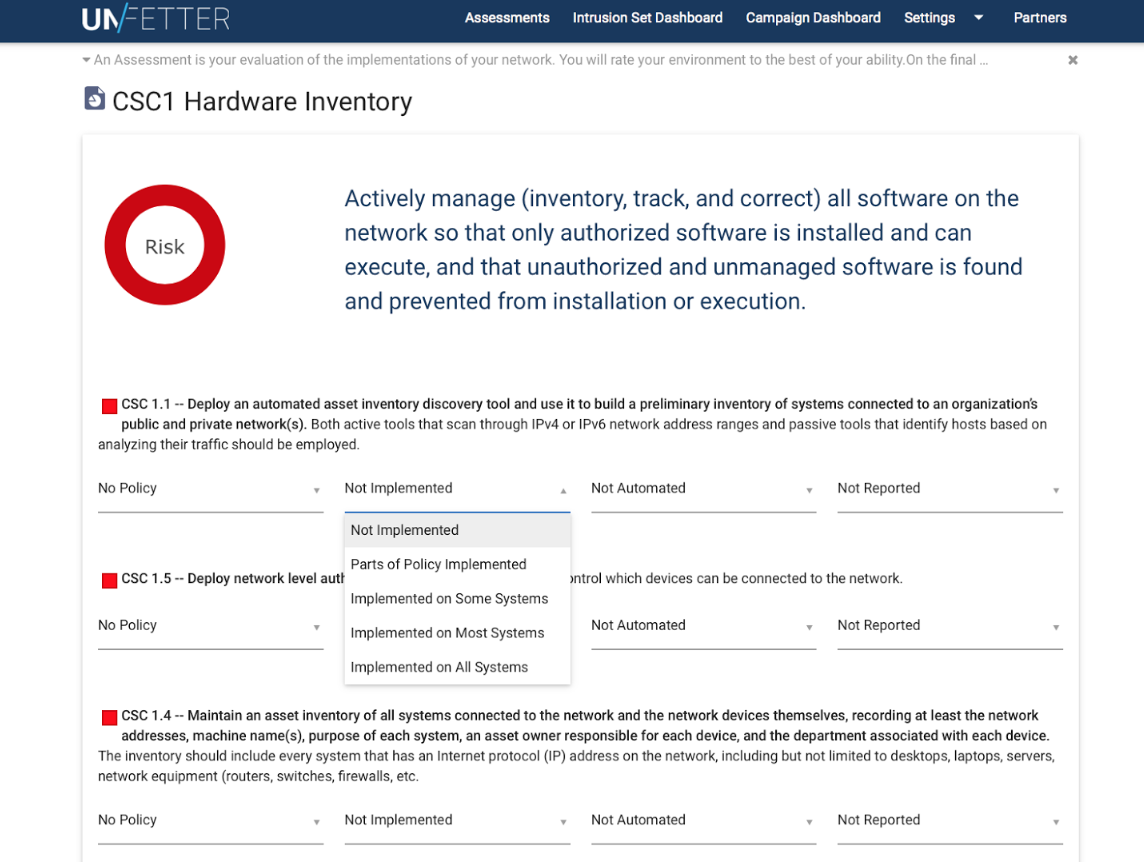 UN/FETTER Assessments Intrusion Set Dashboard Campaign Dashboard Settings Partners
An Assessment is your evaluation of the implementations of your network. You will rate your environment to the best of your ability.On the final ...
CSC1 Hardware Inventory
Risk
Actively manage (inventory, track, and correct) all software on the
network so that only authorized software is installed and can
execute, and that unauthorized and unmanaged software is found
and prevented from installation or execution.
CSC 1.1 -- Deploy an automated asset inventory discovery tool and use it to build a preliminary inventory of systems connected to an organization's
public and private network(s). Both active tools that scan through IPv4 or IPv6 network address ranges and passive tools that identify hosts based on
analyzing their traffic should be employed.
No Policy Not Implemented Not Automated Not Reported
Not Implemented
Parts of Policy Implemented
Implemented on Some Systems
Implemented on Most Systems
Implemented on All Systems
CSC 1.5 -- Deploy network level which devices can be connected to the network.
No Policy Not Automated Not Reported
CSC 1.4 -- Maintain an asset inventory of all systems connected to the network and the network devices themselves, recording at least the network
addresses, machine name(s), purpose of each system, an asset owner responsible for each device, and the department associated with each device.
The inventory should include every system that has an Internet protocol (IP) address on the network, including but not limited to desktops, laptops, servers,
network equipment (routers, switches, firewalls, etc.
No Policy Not Implemented Not Automated Not Reported